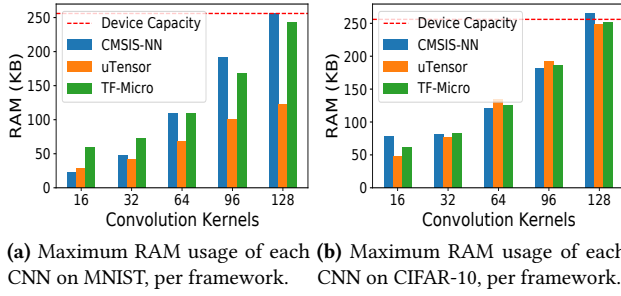 250
200
150
100
50
0
RAM (KB)
Device Capacity
CMSIS-NN
uTensor
TF-Micro
16 32 64 96 128
Convolution Kernels
(a) Maximum RAM usage of each
CNN on MNIST, per framework.
250
200
150
100
50
0
RAM (KB)
Device Capacity
CMSIS-NN
uTensor
TF-Micro
16 32 64 96 128
Convolution Kernels
(b) Maximum RAM usage of each
CNN on CIFAR-10, per framework.